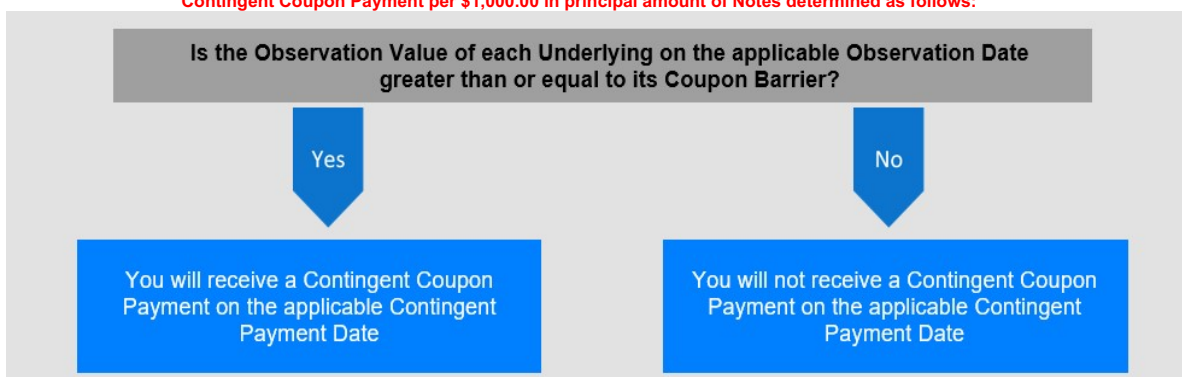 Contingent Coupon Payment per $1,000.00 in principal amount of Notes determined as follows:
Is the Observation Value of each Underlying on the applicable Observation Date
greater than or equal to its Coupon Barrier?
Yes
No
You will receive a Contingent Coupon
Payment on the applicable Contingent
Payment Date
You will not receive a Contingent Coupon
Payment on the applicable Contingent
Payment Date